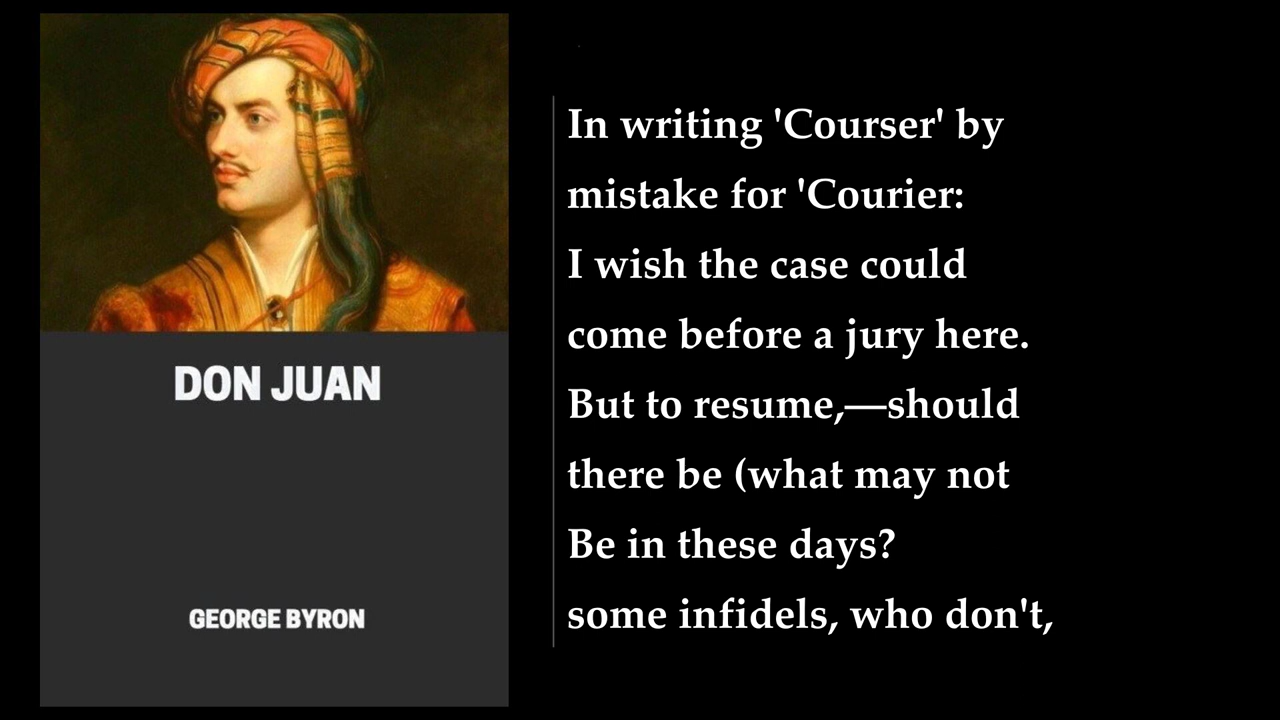 DON JUAN
GEORGE BYRON
In writing 'Courser' by
mistake for 'Courier:
I wish the case could
come before a jury here.
But to resume,—should
there be (what may not
Be in these days?
some infidels, who don't,